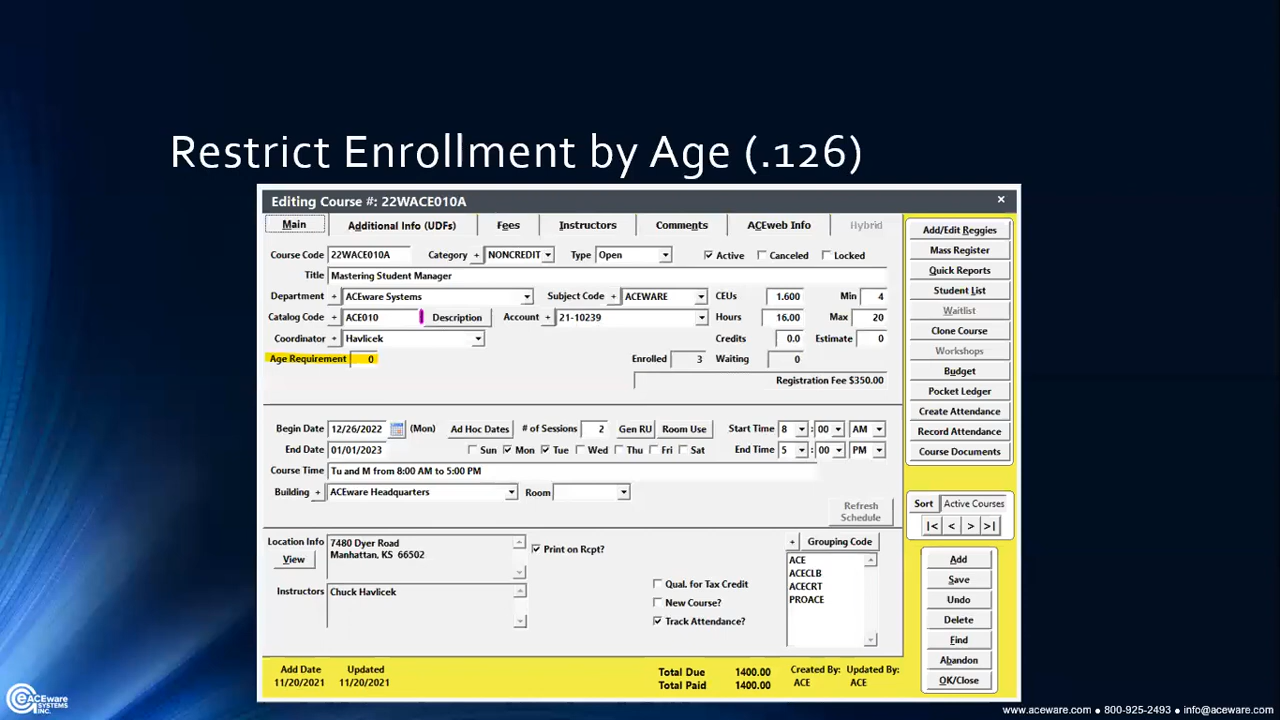 Restrict Enrollment by Age (.126)
Editing Course #: 22WACE010A ×
Main Additional Info (UDFs) Fees Instructors Comments ACEweb Info Hybrid
Course Code 22WACE010A Category + NONCREDIT Type Open Active Canceled Locked
Title Mastering Student Manager
Department + ACEware Systems Subject Code + ACEWARE CEUs 1.600 Min 4
Catalog Code + ACE010 Description Account + 21-10239 Hours 16.00 Max 20
Coordinator + Havlicek Credits 0.0 Estimate 0
Age Requirement 0 Enrolled 3 Waiting 0
Registration Fee $350.00
Begin Date 12/26/2022 (Mon) Ad Hoc Dates # of Sessions 2 Gen RU Room Use Start Time 8 : 00 AM
End Date 01/01/2023 Sun Mon Tue Wed Thu Fri Sat End Time 5 : 00 PM
Course Time Tu and M from 8:00 AM to 5:00 PM
Building + ACEware Headquarters Room
Refresh
Schedule
Location Info 7480 Dyer Road
Manhattan, KS 66502
View
Print on Rcpt?
Instructors Chuck Havlicek
Qual. for Tax Credit
New Course?
Track Attendance?
+ Grouping Code
ACE
ACECLB
ACECRT
PROACE
Add Date Updated
11/20/2021 11/20/2021
Total Due 1400.00
Total Paid 1400.00
Created By: Updated By:
ACE ACE
Add/Edit Reggies
Mass Register
Quick Reports
Student List
Waitlist
Clone Course
Workshops
Budget
Pocket Ledger
Create Attendance
Record Attendance
Course Documents
Sort Active Courses
|< < > >|
Add
Save
Undo
Delete
Find
Abandon
OK/Close
ACEWARE
SYSTEMS
INC.
www.aceware.com ● 800-925-2493 ● info@aceware.com